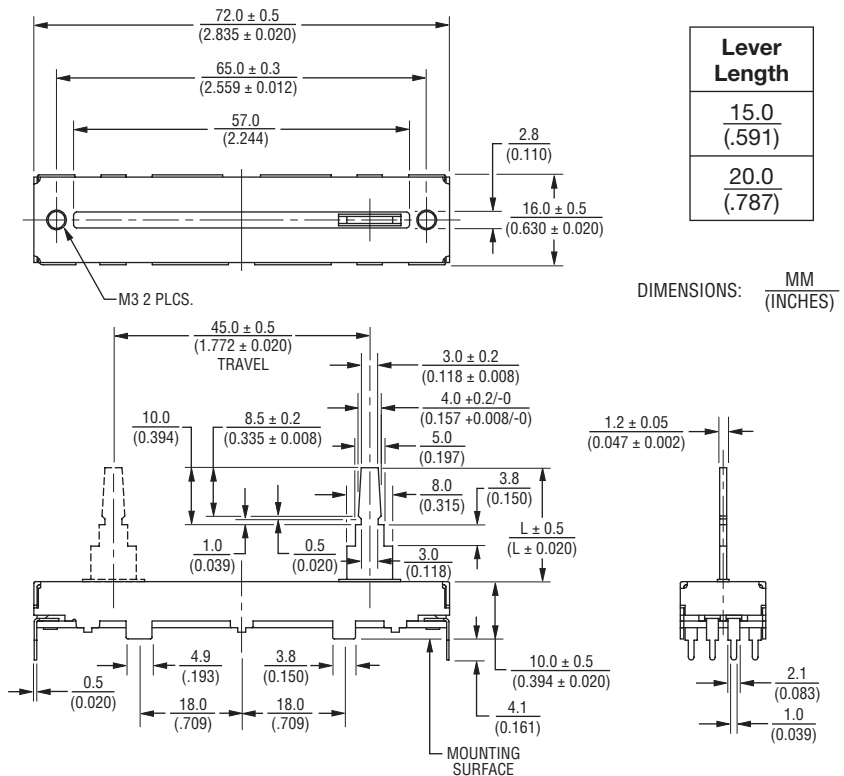 72.0 ± 0.5
(2.835 ± 0.020)
65.0 ± 0.3
(2.559 ± 0.012)
57.0
(2.244)
2.8
(0.110)
16.0 ± 0.5
(0.630 ± 0.020)
M3 2 PLCS.
Lever
Length
15.0
(.591)
20.0
(.787)
DIMENSIONS: MM
(INCHES)
45.0 ± 0.5
(1.772 ± 0.020)
TRAVEL
3.0 ± 0.2
(0.118 ± 0.008)
4.0 +0.2/-0
(0.157 +0.008/-0)
5.0
(0.197)
10.0
(0.394)
8.5 ± 0.2
(0.335 ± 0.008)
8.0
(0.315)
3.8
(0.150)
L ± 0.5
(L ± 0.020)
1.0
(0.039)
0.5
(0.020)
3.0
(0.118)
1.2 ± 0.05
(0.047 ± 0.002)
0.5
(0.020)
4.9
(.193)
3.8
(0.150)
18.0
(.709)
18.0
(.709)
10.0 ± 0.5
(0.394 ± 0.020)
4.1
(0.161)
MOUNTING
SURFACE
2.1
(0.083)
1.0
(0.039)